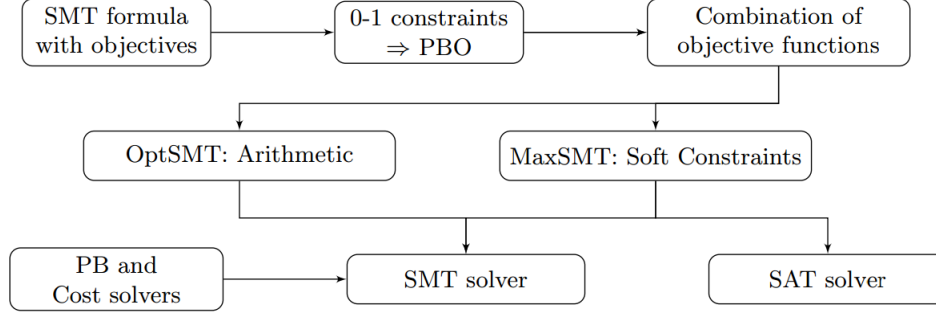 SMT formula
with objectives
0-1 constraints
⇒ PBO
Combination of
objective functions
OptSMT: Arithmetic
MaxSMT: Soft Constraints
PB and
Cost solvers
SMT solver
SAT solver